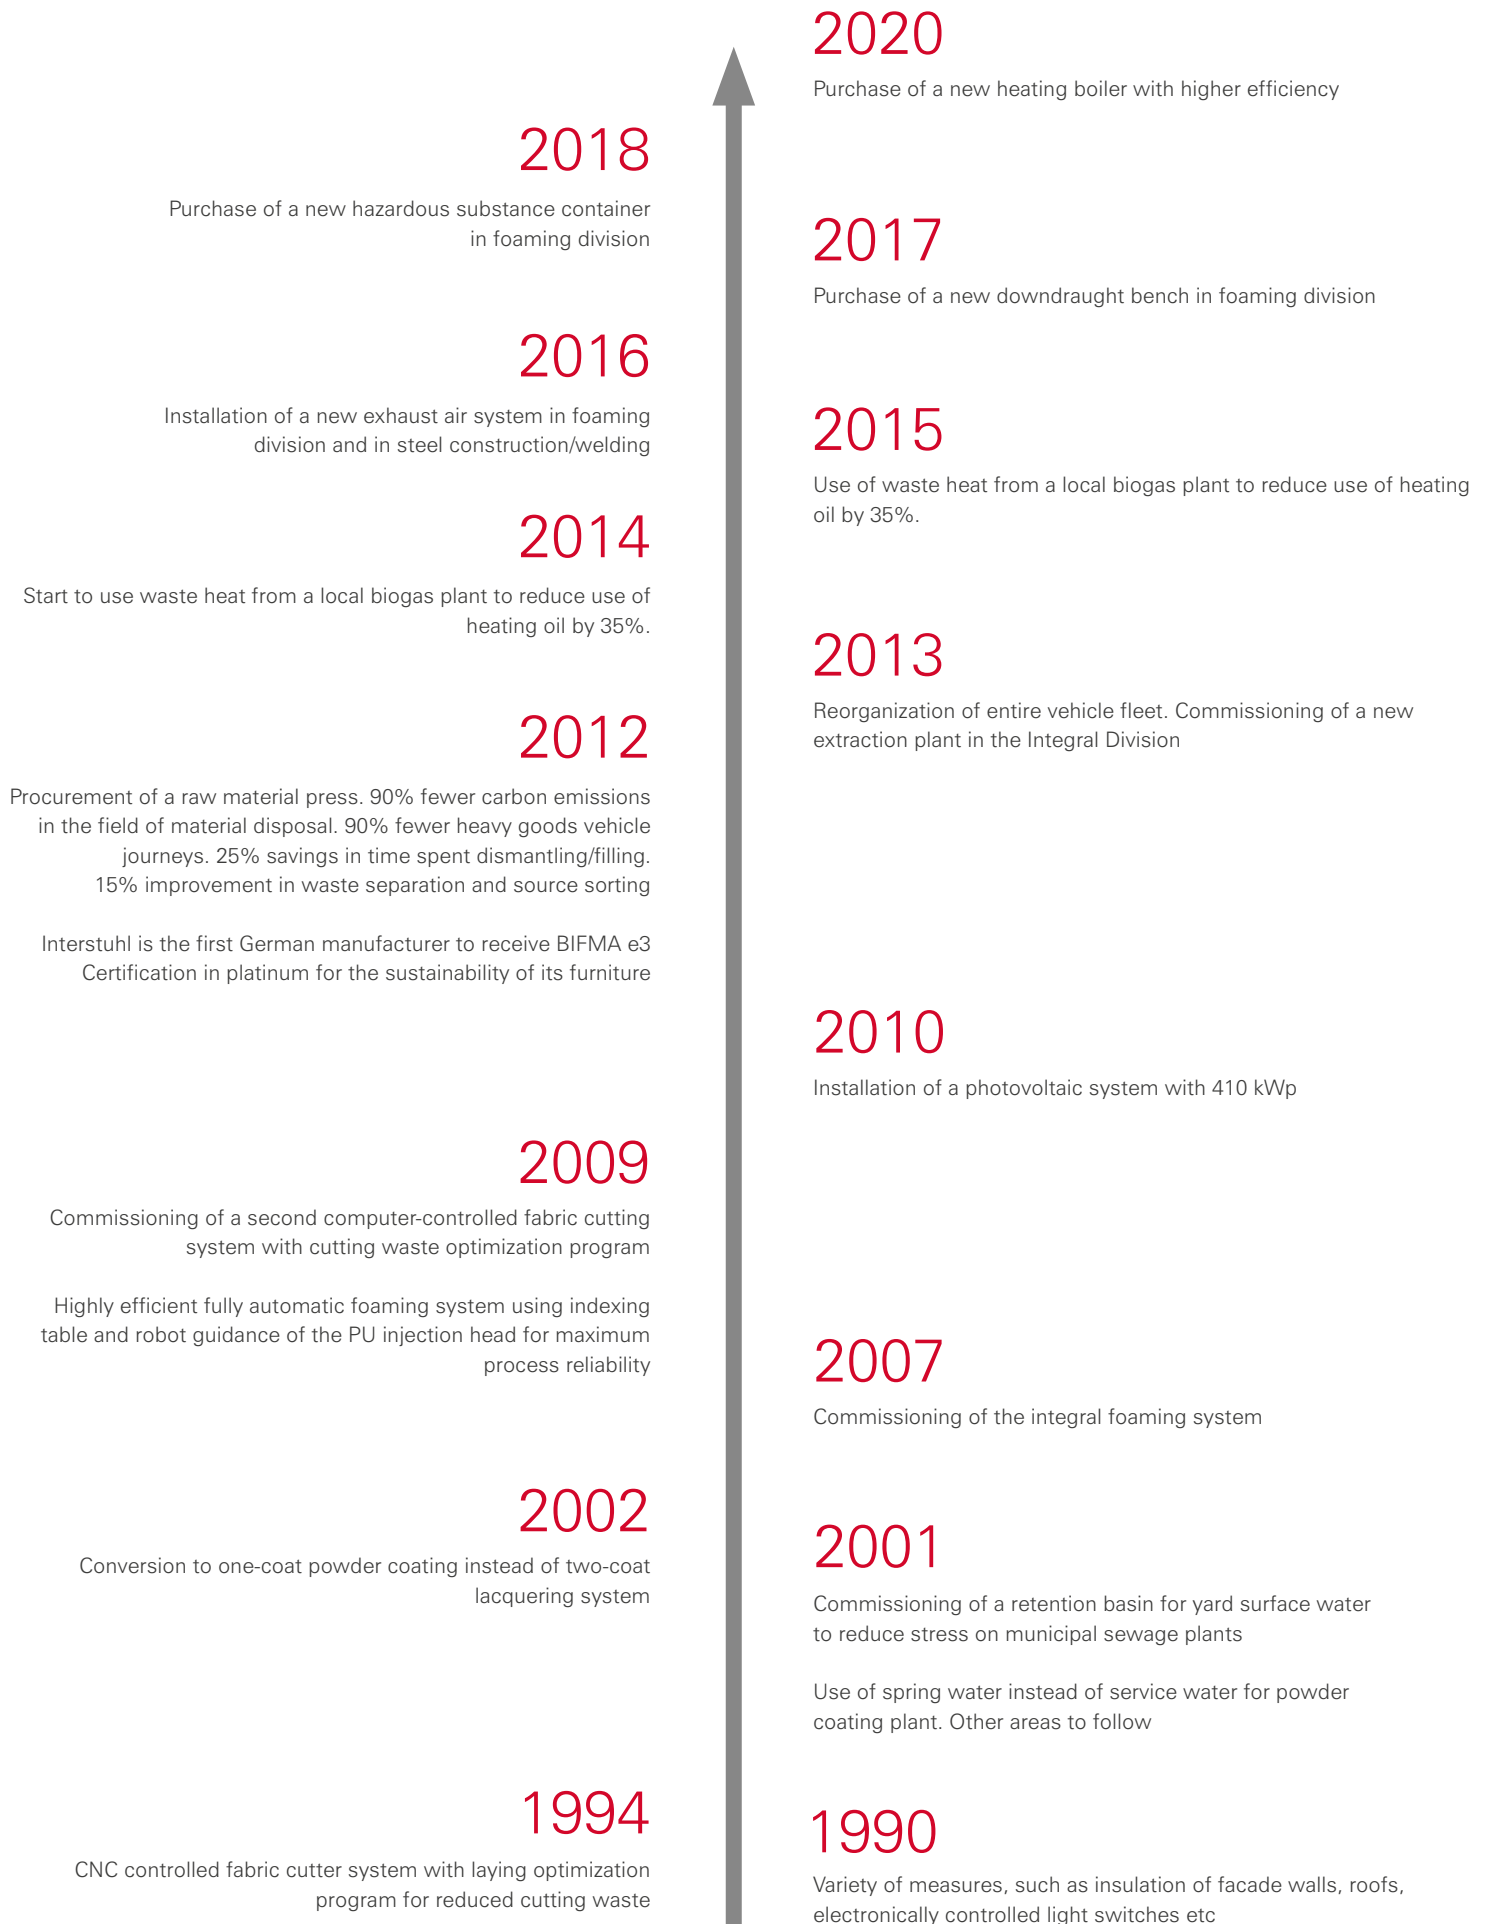 2020
Purchase of a new heating boiler with higher efficiency
2018
Purchase of a new hazardous substance container
in foaming division
2017
Purchase of a new downdraught bench in foaming division
2016
Installation of a new exhaust air system in foaming
division and in steel construction/welding
2015
Use of waste heat from a local biogas plant to reduce use of heating
oil by 35%.
2014
Start to use waste heat from a local biogas plant to reduce use of
heating oil by 35%.
2013
Reorganization of entire vehicle fleet. Commissioning of a new
extraction plant in the Integral Division
2012
Procurement of a raw material press. 90% fewer carbon emissions
in the field of material disposal. 90% fewer heavy goods vehicle
journeys. 25% savings in time spent dismantling/filling.
15% improvement in waste separation and source sorting
Interstuhl is the first German manufacturer to receive BIFMA e3
Certification in platinum for the sustainability of its furniture
2010
Installation of a photovoltaic system with 410 kWp
2009
Commissioning of a second computer-controlled fabric cutting
system with cutting waste optimization program
Highly efficient fully automatic foaming system using indexing
table and robot guidance of the PU injection head for maximum
process reliability
2007
Commissioning of the integral foaming system
2002
Conversion to one-coat powder coating instead of two-coat
lacquering system
2001
Commissioning of a retention basin for yard surface water
to reduce stress on municipal sewage plants
Use of spring water instead of service water for powder
coating plant. Other areas to follow
1994
CNC controlled fabric cutter system with laying optimization
program for reduced cutting waste
1990
Variety of measures, such as insulation of facade walls, roofs,
electronically controlled light switches etc